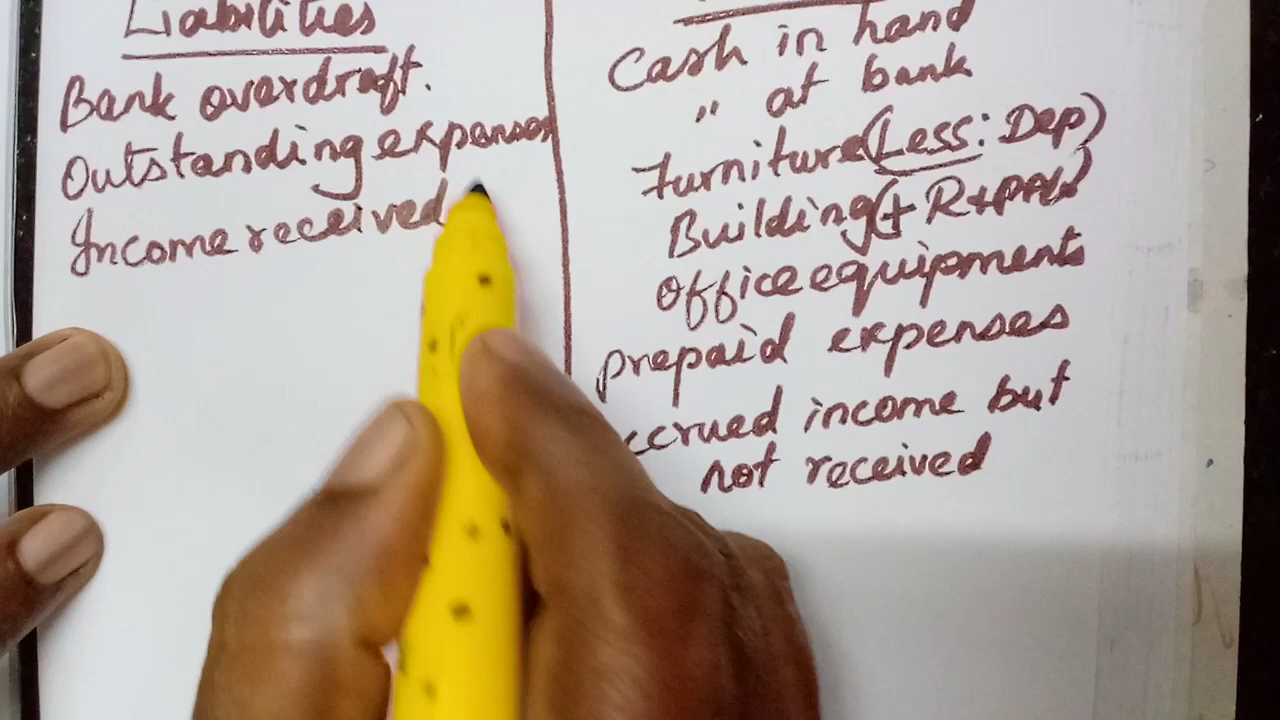 Liabilities
Bank overdraft.
Outstanding expenses
Income received
Cash in hand
" at bank
Furniture (Less: Dep)
Building (+ R +
Office equipments
prepaid expenses
ccrued income but
not received